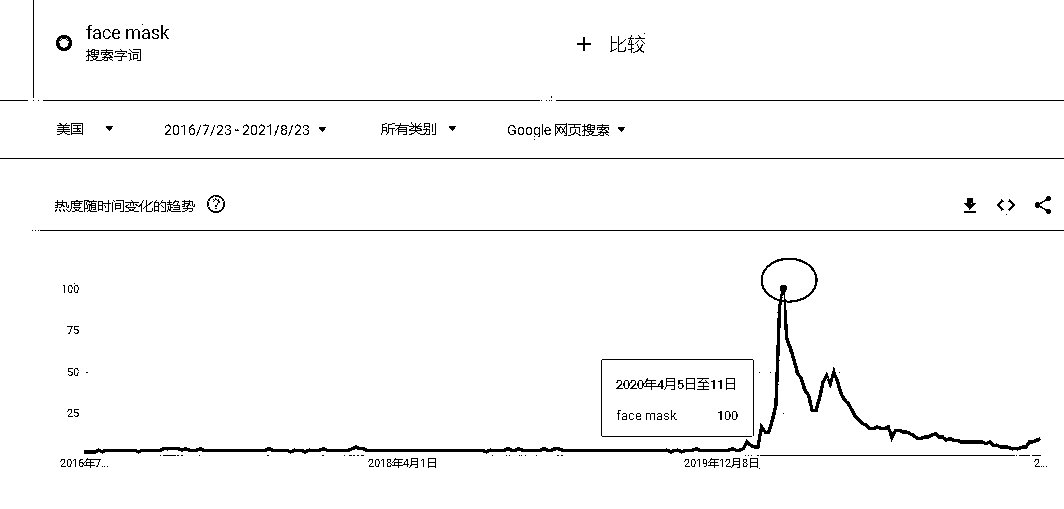 face mask
搜索字词
+ 比较
美国
2016/7/23 - 2021/8/23
所有类别
Google 网页搜索
热度随时间变化的趋势 ?
100
75
50
25
2020年4月5日至11日
face mask 100
2016年7...
2018年4月1日
2019年12月8日
2...